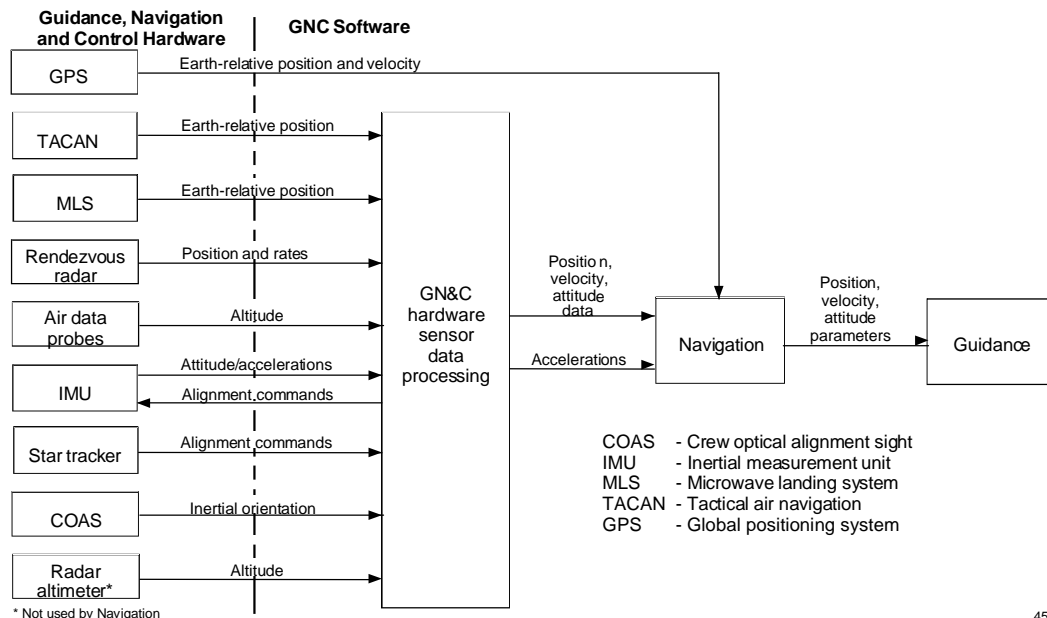 Guidance, Navigation
and Control Hardware
GNC Software
GPS
Earth-relative position and velocity
TACAN
Earth-relative position
MLS
Earth-relative position
Rendezvous
radar
Position and rates
Air data
probes
Altitude
IMU
Attitude/accelerations
Alignment commands
Star tracker
Alignment commands
COAS
Inertial orientation
Radar
altimeter*
Altitude
GN&C
hardware
sensor
data
processing
Position,
velocity,
attitude
data
Accelerations
Navigation
Position,
velocity,
attitude
parameters
Guidance
COAS - Crew optical alignment sight
IMU - Inertial measurement unit
MLS - Microwave landing system
TACAN - Tactical air navigation
GPS - Global positioning system
* Not used by Navigation
45